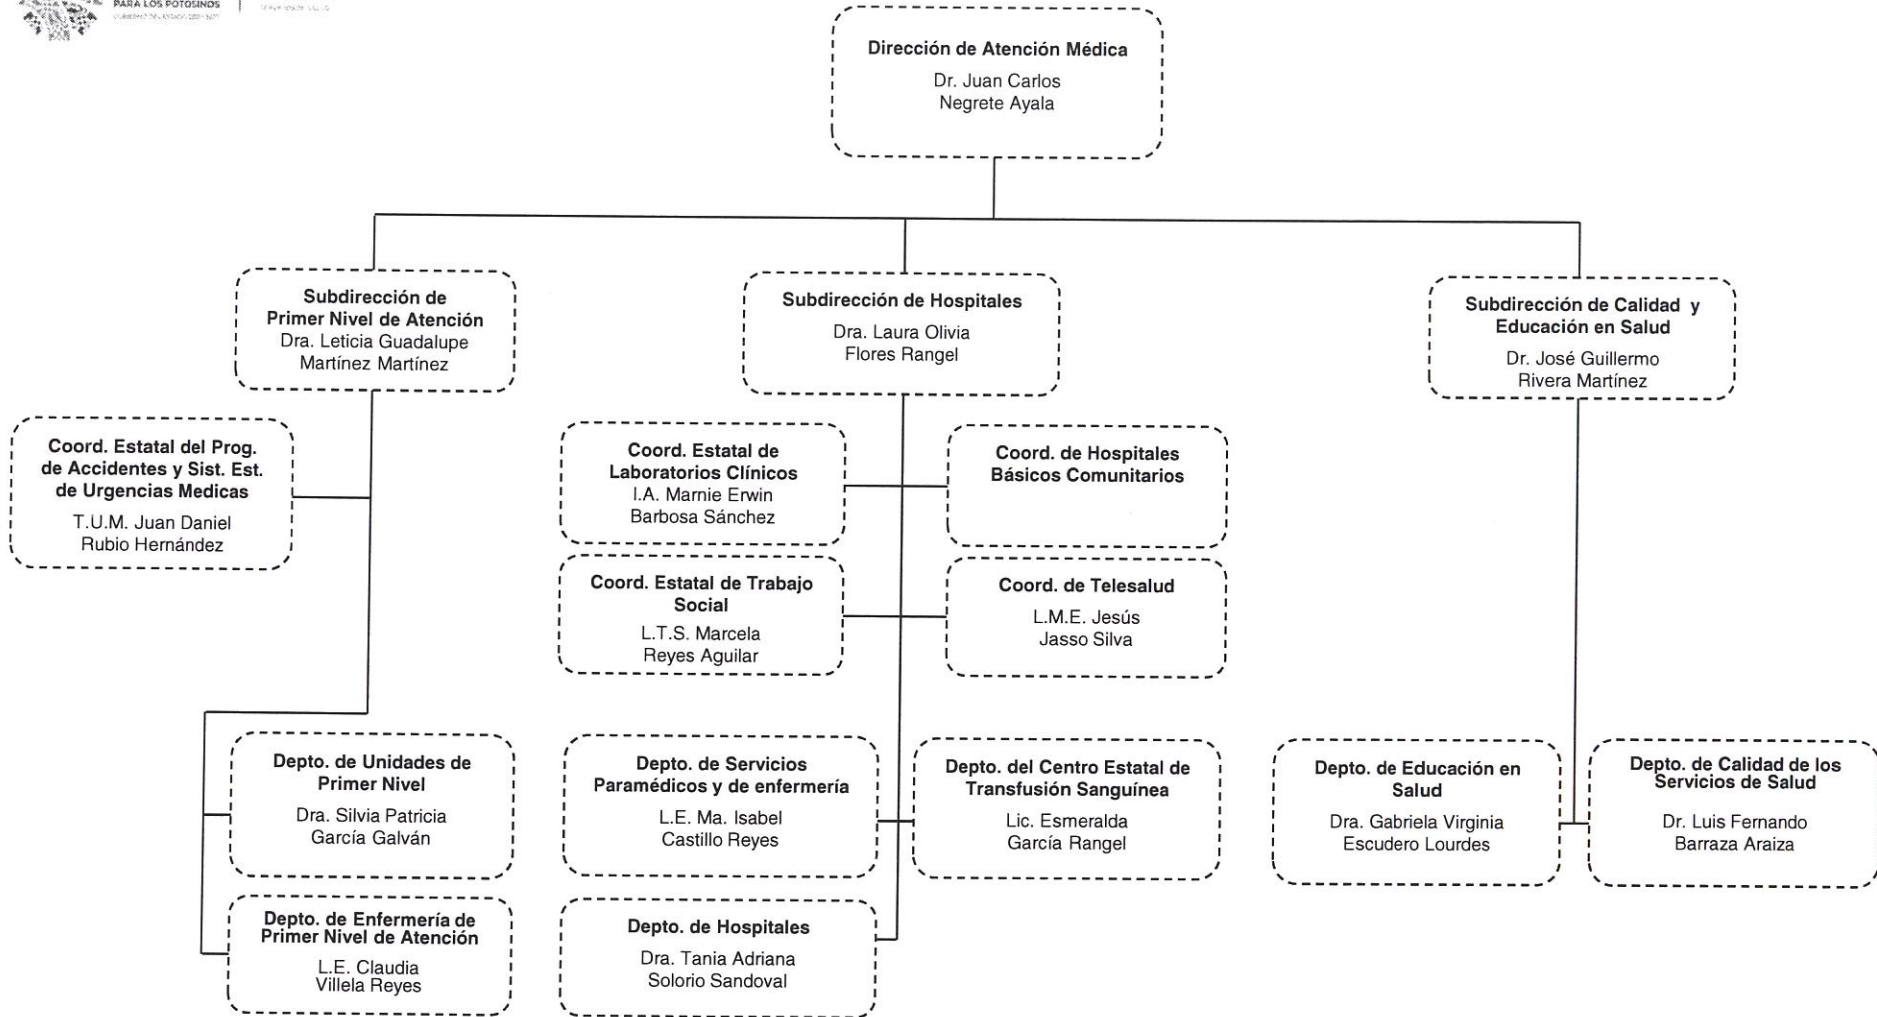 PARA LOS POTOSINOS
Dirección de Atención Médica
Dr. Juan Carlos
Negrete Ayala
Subdirección de
Primer Nivel de Atención
Dra. Leticia Guadalupe
Martínez Martínez
Subdirección de Hospitales
Dra. Laura Olivia
Flores Rangel
Subdirección de Calidad y
Educación en Salud
Dr. José Guillermo
Rivera Martínez
Coord. Estatal del Prog.
de Accidentes y Sist. Est.
de Urgencias Medicas
T.U.M. Juan Daniel
Rubio Hernández
Coord. Estatal de
Laboratorios Clínicos
I.A. Marnie Erwin
Barbosa Sánchez
Coord. de Hospitales
Básicos Comunitarios
Coord. Estatal de Trabajo
Social
L.T.S. Marcela
Reyes Aguilar
Coord. de Telesalud
L.M.E. Jesús
Jasso Silva
Depto. de Unidades de
Primer Nivel
Dra. Silvia Patricia
García Galván
Depto. de Servicios
Paramédicos y de enfermería
L.E. Ma. Isabel
Castillo Reyes
Depto. del Centro Estatal de
Transfusión Sanguínea
Lic. Esmeralda
García Rangel
Depto. de Educación en
Salud
Dra. Gabriela Virginia
Escudero Lourdes
Depto. de Calidad de los
Servicios de Salud
Dr. Luis Fernando
Barraza Araiza
Depto. de Enfermería de
Primer Nivel de Atención
L.E. Claudia
Villela Reyes
Depto. de Hospitales
Dra. Tania Adriana
Solorio Sandoval